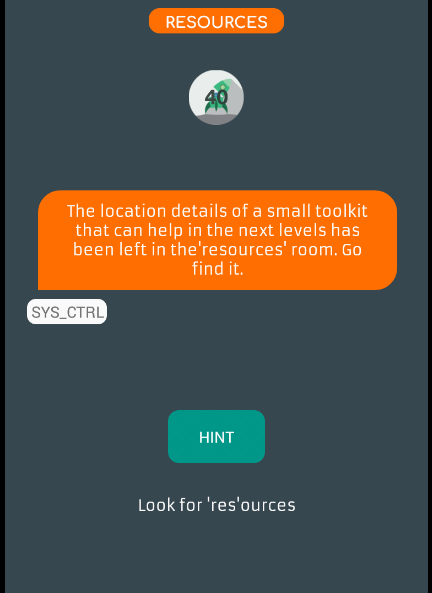 RESOURCES
40
The location details of a small toolkit
that can help in the next levels has
been left in the'resources' room. Go
find it.
SYS_CTRL
HINT
Look for 'res'ources